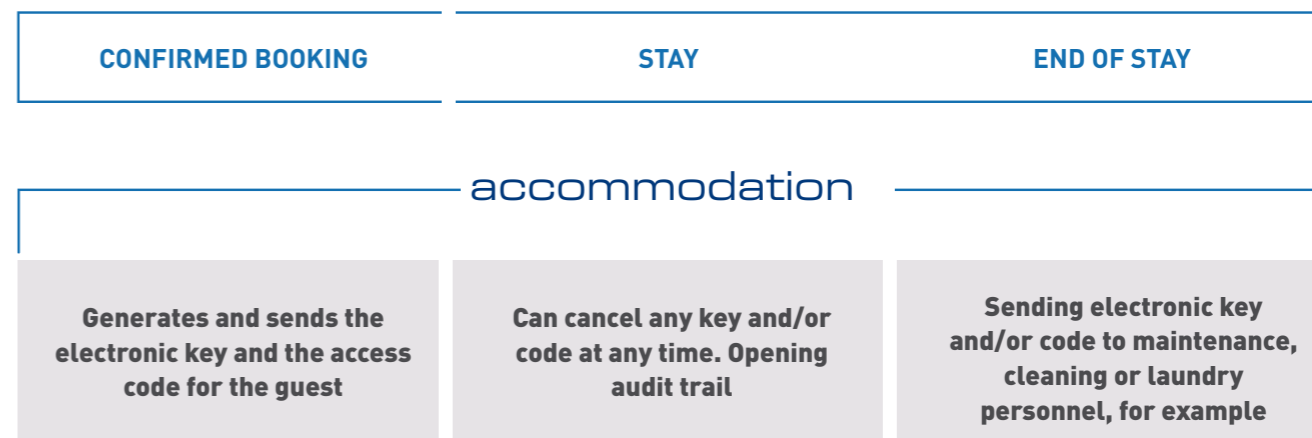 CONFIRMED BOOKING
STAY
END OF STAY
accommodation
Generates and sends the
electronic key and the access
code for the guest
Can cancel any key and/or
code at any time. Opening
audit trail
Sending electronic key
and/or code to maintenance,
cleaning or laundry
personnel, for example